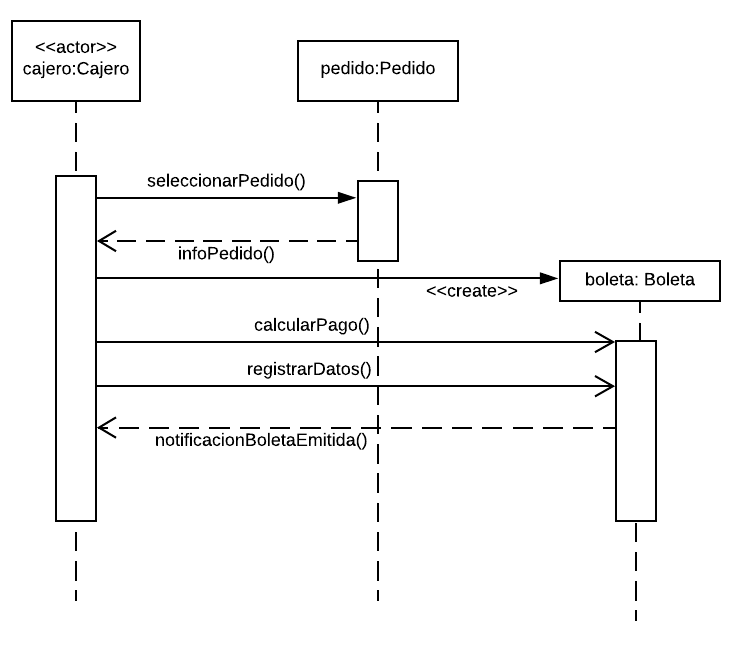 <<actor>>
cajero:Cajero
pedido:Pedido
seleccionarPedido()
infoPedido()
boleta: Boleta
<<create>>
calcularPago()
registrarDatos()
notificacionBoletaEmitida()